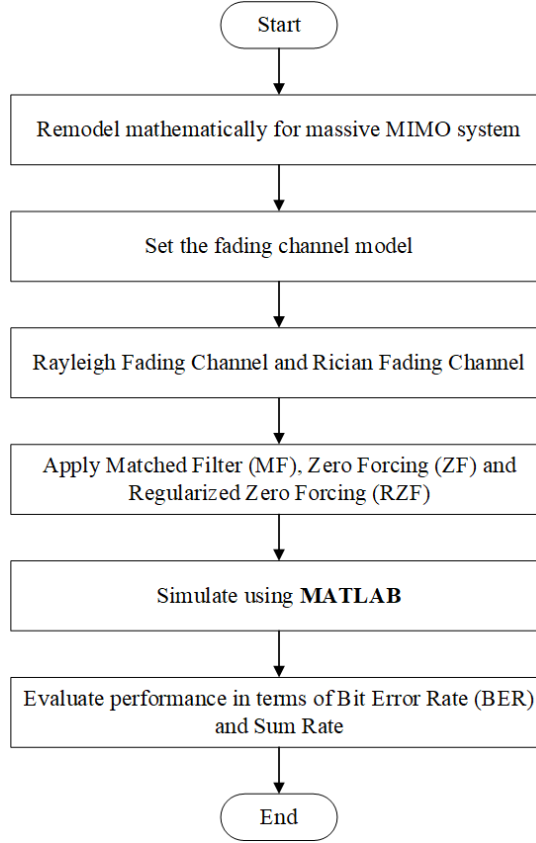 Start
Remodel mathematically for massive MIMO system
Set the fading channel model
Rayleigh Fading Channel and Rician Fading Channel
Apply Matched Filter (MF), Zero Forcing (ZF) and
Regularized Zero Forcing (RZF)
Simulate using MATLAB
Evaluate performance in terms of Bit Error Rate (BER)
and Sum Rate
End